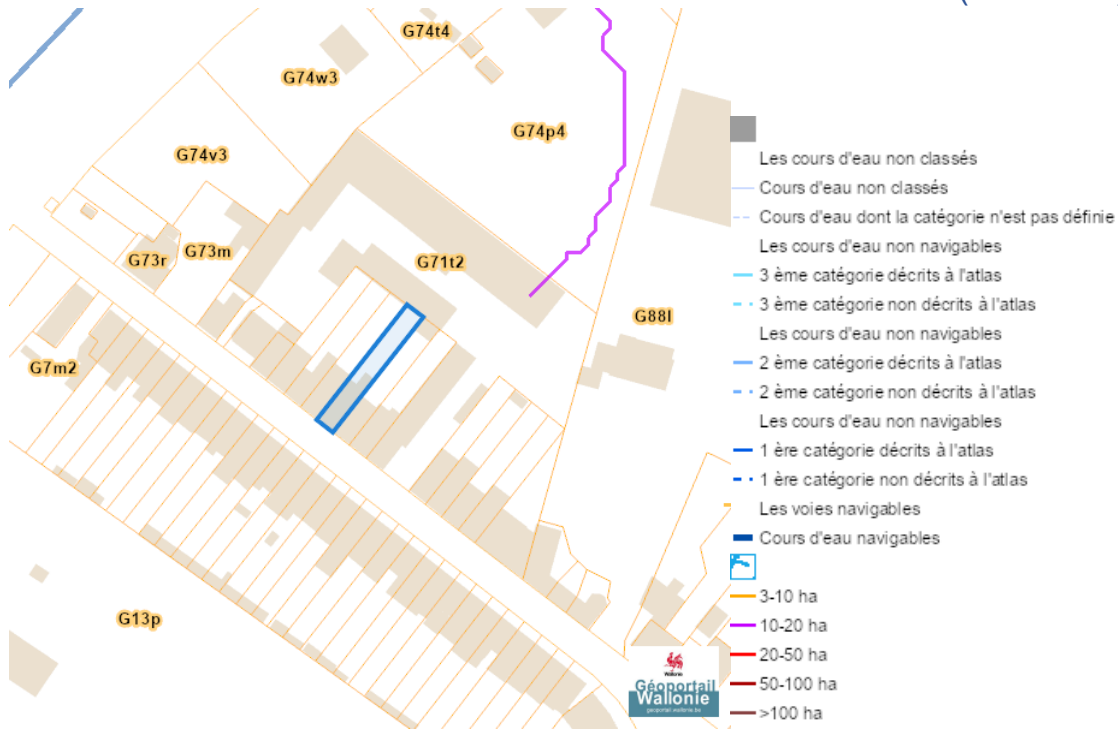 G74t4
G74w3
G74p4
G74v3
G73r
G73m
G71t2
G88l
G7m2
G13p
Wallonie
Géoportail
Wallonie
geoportail.wallonie.be
Les cours d'eau non classés
Cours d'eau non classés
Cours d'eau dont la catégorie n'est pas définie
Les cours d'eau non navigables
3 ème catégorie décrits à l'atlas
3 ème catégorie non décrits à l'atlas
Les cours d'eau non navigables
2 ème catégorie décrits à l'atlas
2 ème catégorie non décrits à l'atlas
Les cours d'eau non navigables
1 ère catégorie décrits à l'atlas
1 ère catégorie non décrits à l'atlas
Les voies navigables
Cours d'eau navigables
3-10 ha
10-20 ha
20-50 ha
50-100 ha
>100 ha